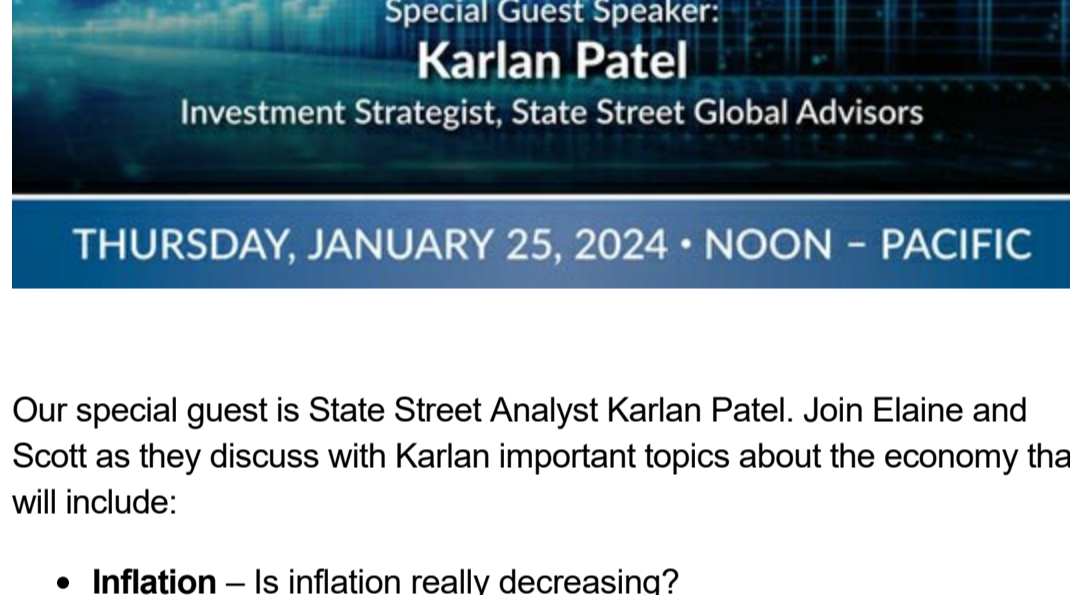 Special Guest Speaker:
Karlan Patel
Investment Strategist, State Street Global Advisors
THURSDAY, JANUARY 25, 2024 • NOON – PACIFIC
Our special guest is State Street Analyst Karlan Patel. Join Elaine and
Scott as they discuss with Karlan important topics about the economy tha
will include:
• Inflation – Is inflation really decreasing?